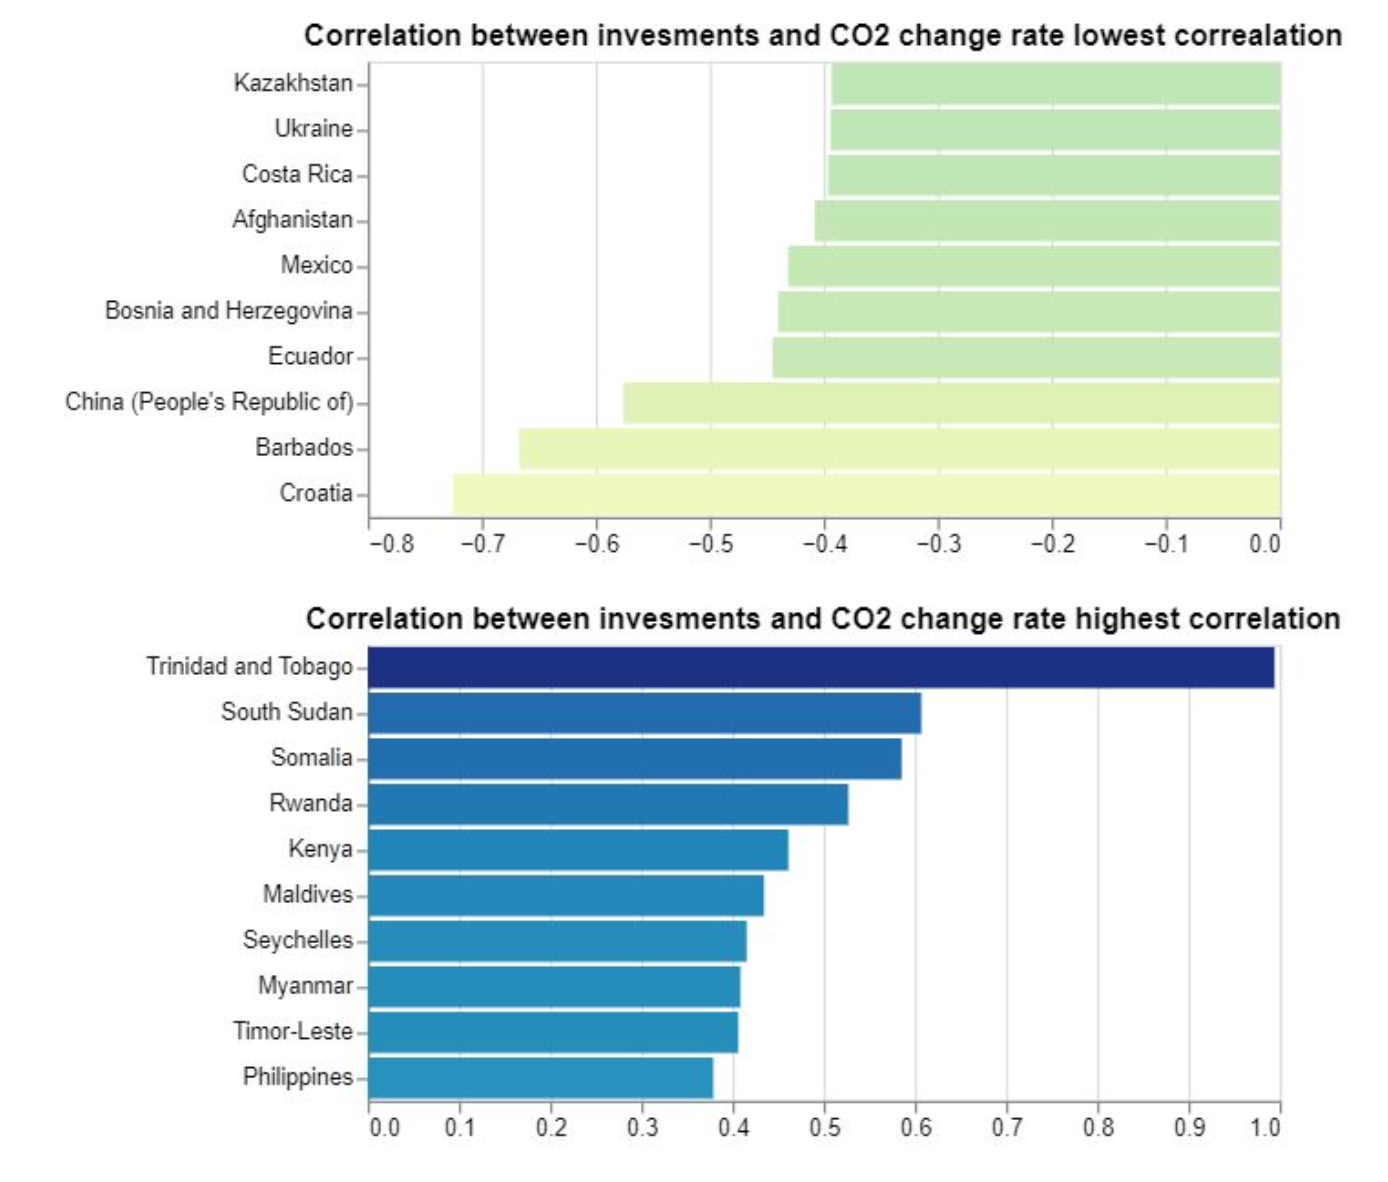 Correlation between invesments and CO2 change rate lowest correalation
Kazakhstan
Ukraine
Costa Rica
Afghanistan
Mexico
Bosnia and Herzegovina
Ecuador
China (People's Republic of)
Barbados
Croatia
−0.8 −0.7 −0.6 −0.5 −0.4 −0.3 −0.2 −0.1 0.0
Correlation between invesments and CO2 change rate highest correlation
Trinidad and Tobago
South Sudan
Somalia
Rwanda
Kenya
Maldives
Seychelles
Myanmar
Timor-Leste
Philippines
0.0 0.1 0.2 0.3 0.4 0.5 0.6 0.7 0.8 0.9 1.0